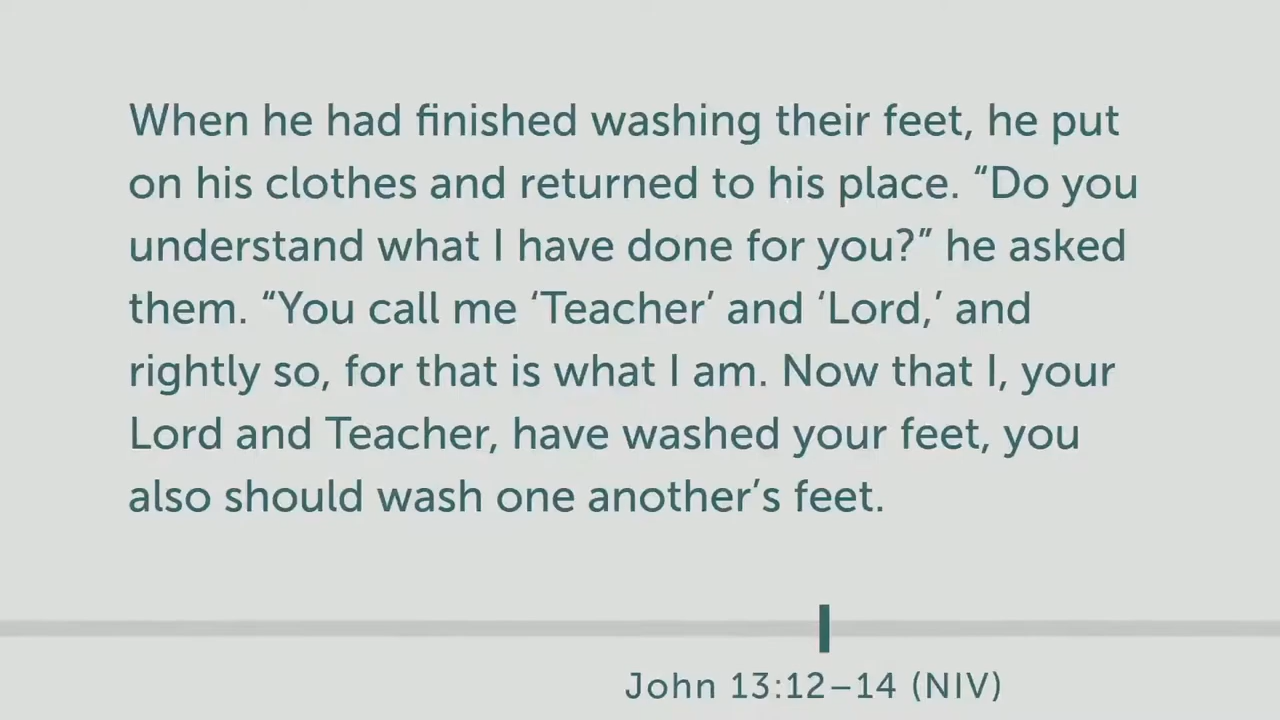 When he had finished washing their feet, he put
on his clothes and returned to his place. “Do you
understand what I have done for you?” he asked
them. “You call me ‘Teacher’ and ‘Lord,’ and
rightly so, for that is what I am. Now that I, your
Lord and Teacher, have washed your feet, you
also should wash one another’s feet.
John 13:12–14 (NIV)